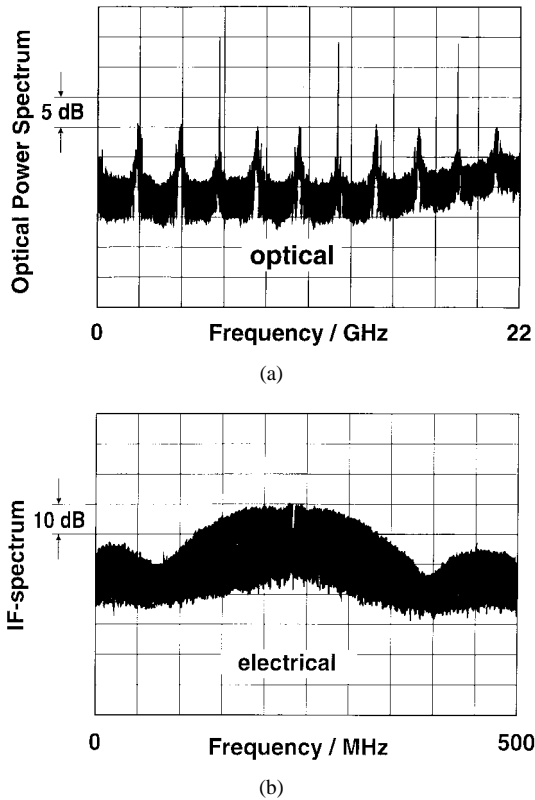 Optical Power Spectrum
5 dB
optical
0 Frequency / GHz 22
(a)
IF-spectrum
10 dB
electrical
0 Frequency / MHz 500
(b)